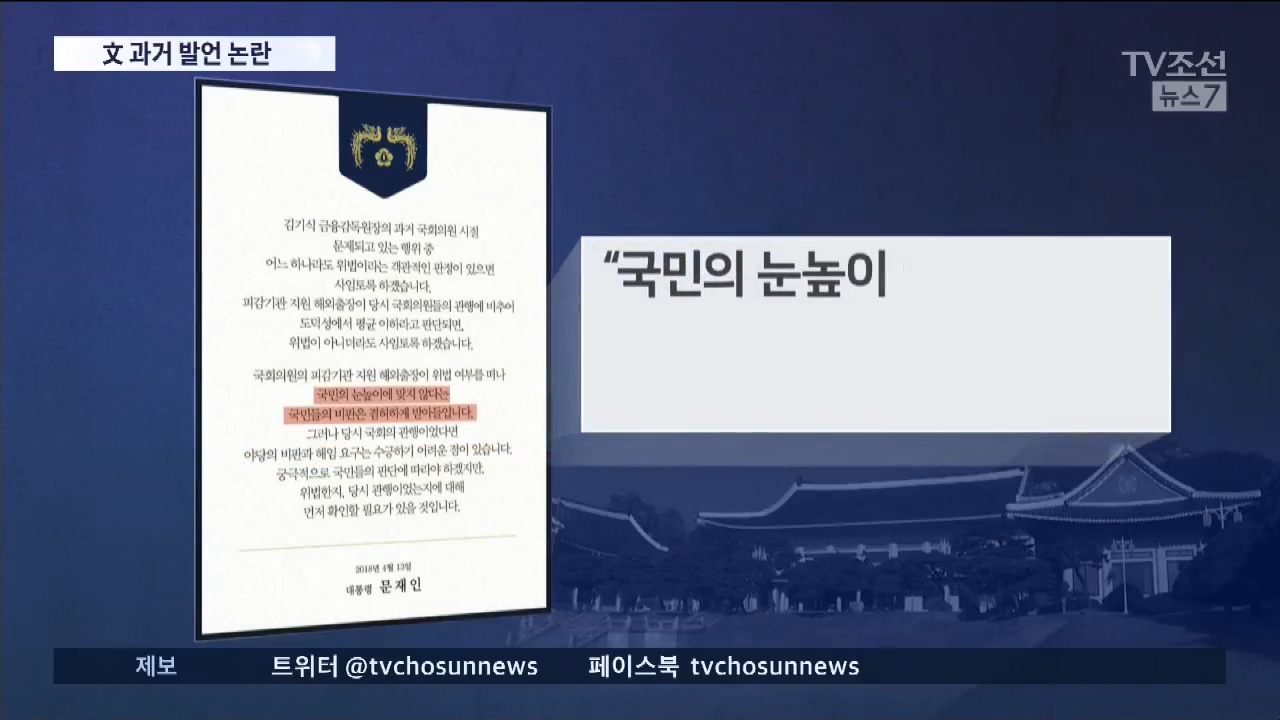 文 과거 발언 논란
TV조선
뉴스7
김기식 금융감독원장의 과거 국회의원 시절
문제되고 있는 행위 중
어느 하나라도 위법이라는 객관적인 판정이 있으면
사임토록 하겠습니다.
피감기관 지원 해외출장이 당시 국회의원들의 관행에 비추어
도덕성에서 평균 이하라고 판단되면,
위법이 아니더라도 사임토록 하겠습니다.
국회의원의 피감기관 지원 해외출장이 위법 여부를 떠나
국민의 눈높이에 맞지 않다는
국민들의 비판은 겸허하게 받아들입니다.
그러나 당시 국회의 관행이었다면
야당의 비판과 해임 요구는 수긍하기 어려운 점이 있습니다.
궁극적으로 국민들의 판단에 따라야 하겠지만,
위법한지, 당시 관행이었는지에 대해
먼저 확인할 필요가 있을 것입니다.
2018년 4월 13일
대통령 문재인
“국민의 눈높이
제보 트위터 @tvchosunnews 페이스북 tvchosunnews